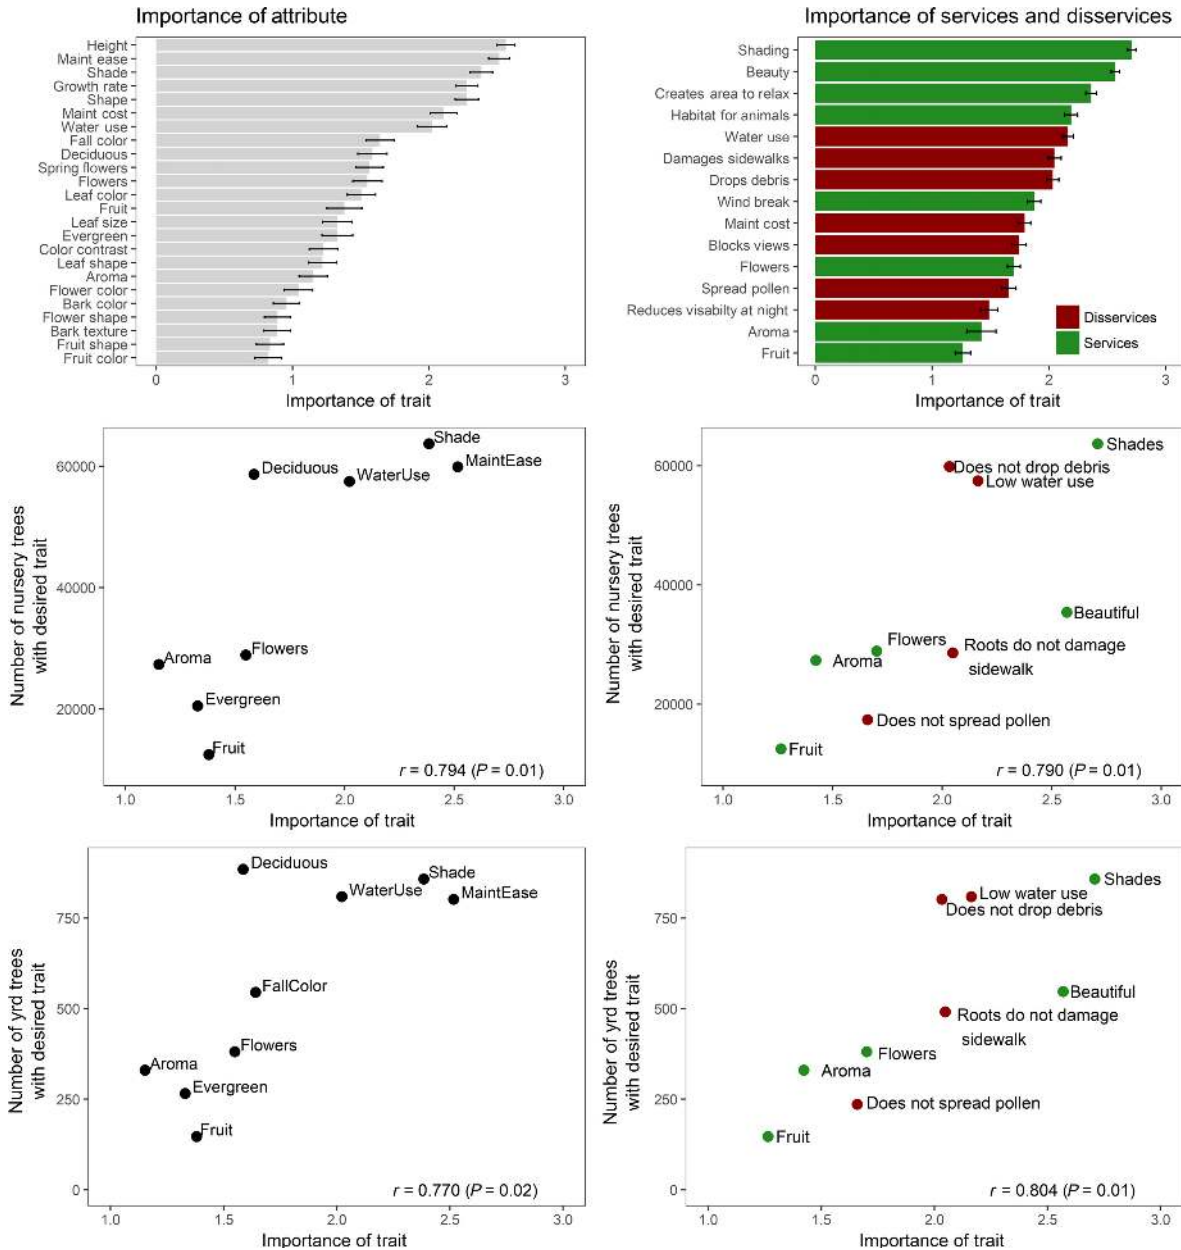 Importance of attribute
Height
Maint ease
Shade
Growth rate
Shape
Maint cost
Water use
Fall color
Deciduous
Spring flowers
Flowers
Leaf color
Fruit
Leaf size
Evergreen
Color contrast
Leaf shape
Aroma
Flower color
Bark color
Flower shape
Bark texture
Fruit shape
Fruit color
0 1 2 3
Importance of trait
Importance of services and disservices
Shading
Beauty
Creates area to relax
Habitat for animals
Water use
Damages sidewalks
Drops debris
Wind break
Maint cost
Blocks views
Flowers
Spread pollen
Reduces visabilty at night
Aroma
Fruit
Disservices
Services
0 1 2 3
Importance of trait
Number of nursery trees
with desired trait
60000
40000
20000
Shade
MaintEase
Deciduous
WaterUse
Flowers
Aroma
Evergreen
Fruit
r = 0.794 (P = 0.01)
1.0 1.5 2.0 2.5 3.0
Importance of trait
Number of nursery trees
with desired trait
60000
40000
20000
Shades
Does not drop debris
Low water use
Beautiful
Flowers
Roots do not damage
sidewalk
Aroma
Does not spread pollen
Fruit
r = 0.790 (P = 0.01)
1.0 1.5 2.0 2.5 3.0
Importance of trait
Number of yrd trees
with desired trait
750
500
250
0
Deciduous
Shade
WaterUse
MaintEase
FallColor
Flowers
Aroma
Evergreen
Fruit
r = 0.770 (P = 0.02)
1.0 1.5 2.0 2.5 3.0
Importance of trait
Number of yrd trees
with desired trait
750
500
250
0
Shades
Low water use
Does not drop debris
Beautiful
Roots do not damage
sidewalk
Flowers
Aroma
Does not spread pollen
Fruit
r = 0.804 (P = 0.01)
1.0 1.5 2.0 2.5 3.0
Importance of trait